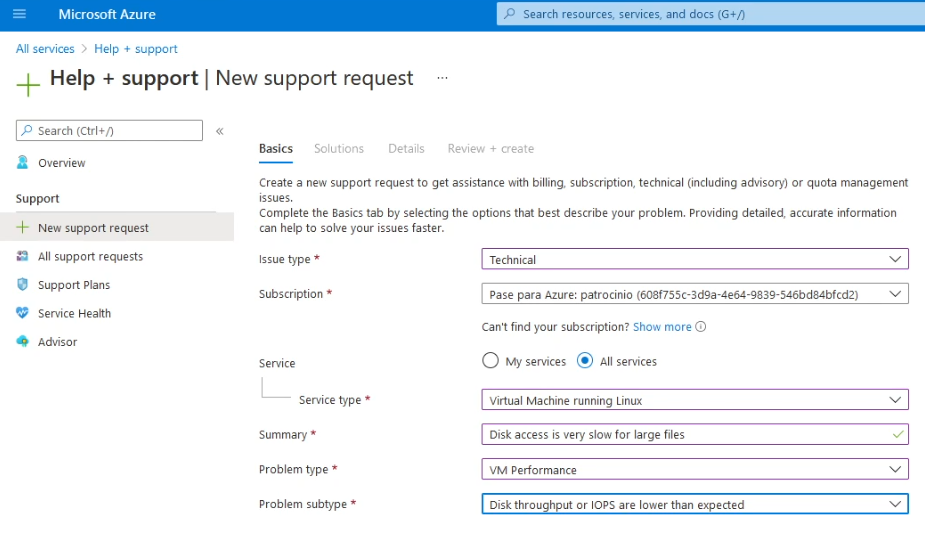 Microsoft Azure
Search resources, services, and docs (G+/)
All services > Help + support
Help + support | New support request ...
Search (Ctrl+/) «
Overview
Support
New support request
All support requests
Support Plans
Service Health
Advisor
Basics Solutions Details Review + create
Create a new support request to get assistance with billing, subscription, technical (including advisory) or quota management
issues.
Complete the Basics tab by selecting the options that best describe your problem. Providing detailed, accurate information
can help to solve your issues faster.
Issue type * Technical
Subscription * Pase para Azure: patrocinio (608f755c-3d9a-4e64-9839-546bd84bfcd2)
Can't find your subscription? Show more
Service My services All services
Service type * Virtual Machine running Linux
Summary * Disk access is very slow for large files
Problem type * VM Performance
Problem subtype * Disk throughput or IOPS are lower than expected